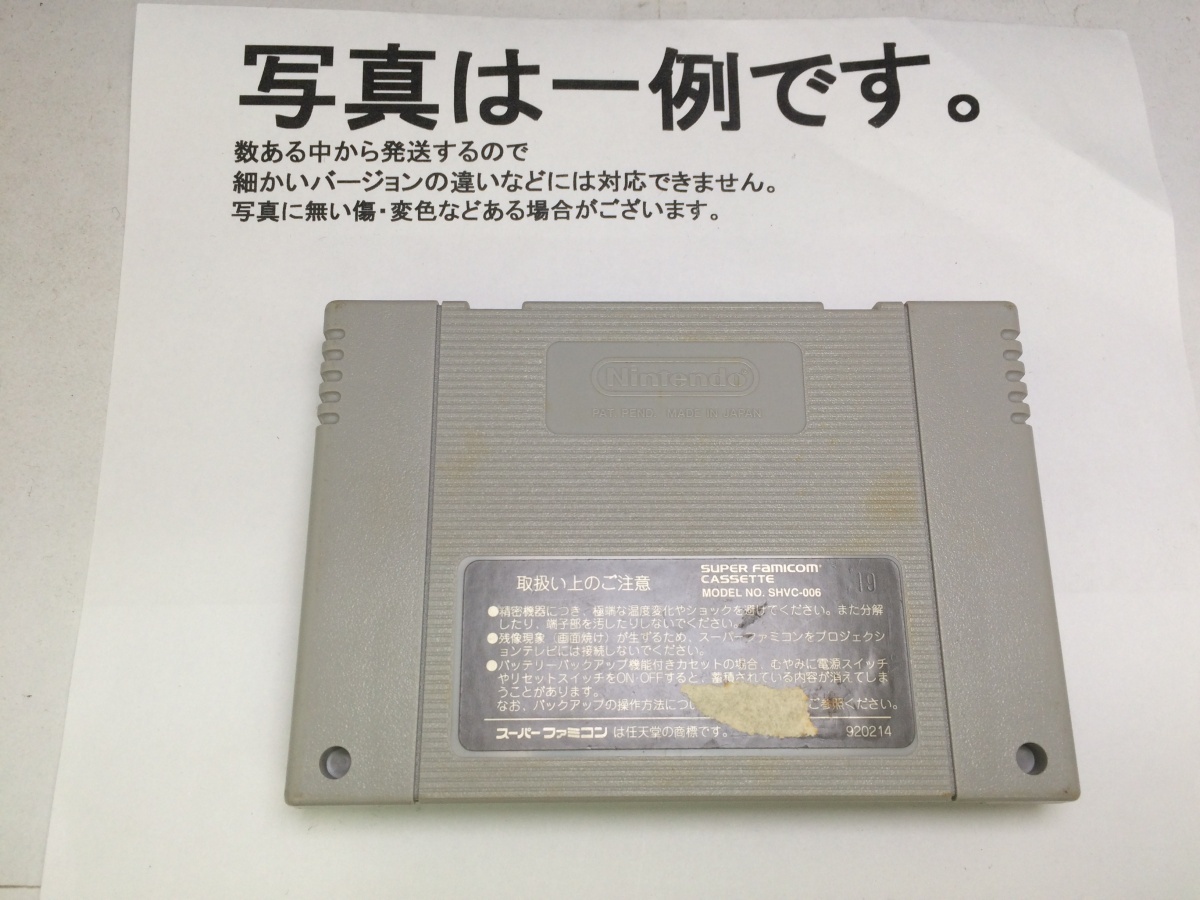 写真は一例です。
数ある中から発送するので
細かいバージョンの違いなどには対応できません。
写真に無い傷・変色などある場合がございます。
Nintendo
PAT. PEND. MADE IN JAPAN
取扱い上のご注意
SUPER FAMICOM
CASSETTE
MODEL NO. SHVC-006
19
●精密機器につき、極端な温度変化やショックを避けてください。また分解
したり、端子部を汚したりしないでください。
●残像現象（画面焼け）が生ずるため、スーパーファミコンをプロジェクシ
ョンテレビには接続しないでください。
●バッテリーバックアップ機能付きカセットの場合、むやみに電源スイッチ
やリセットスイッチをON・OFFすると、蓄積されている内容が消えてしま
うことがあります。
なお、バックアップの操作方法につい ご参照ください。
スーパーファミコンは任天堂の商標です。
920214